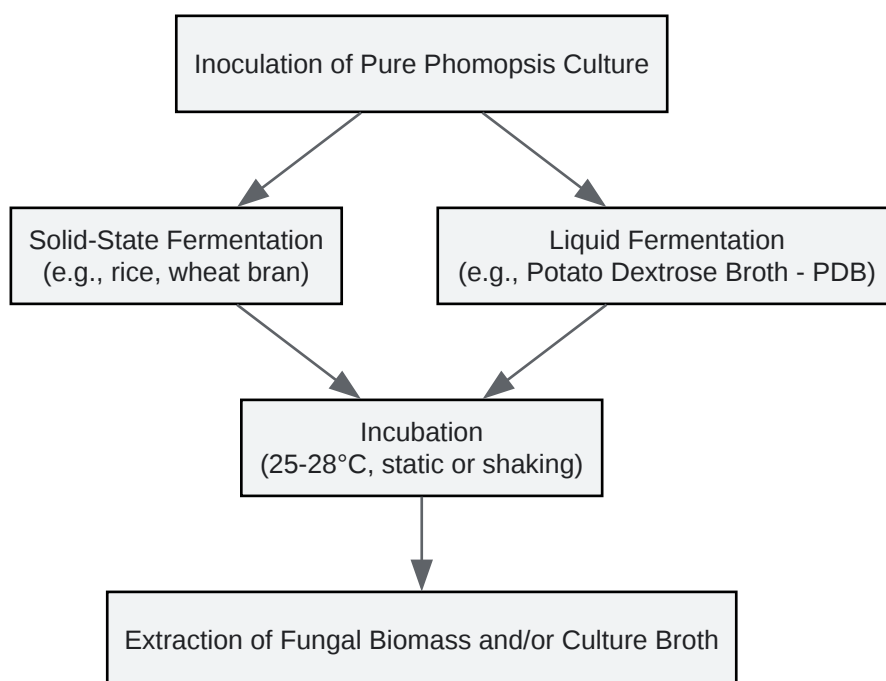 Inoculation of Pure Phomopsis Culture
Solid-State Fermentation
(e.g., rice, wheat bran)
Liquid Fermentation
(e.g., Potato Dextrose Broth - PDB)
Incubation
(25-28°C, static or shaking)
Extraction of Fungal Biomass and/or Culture Broth